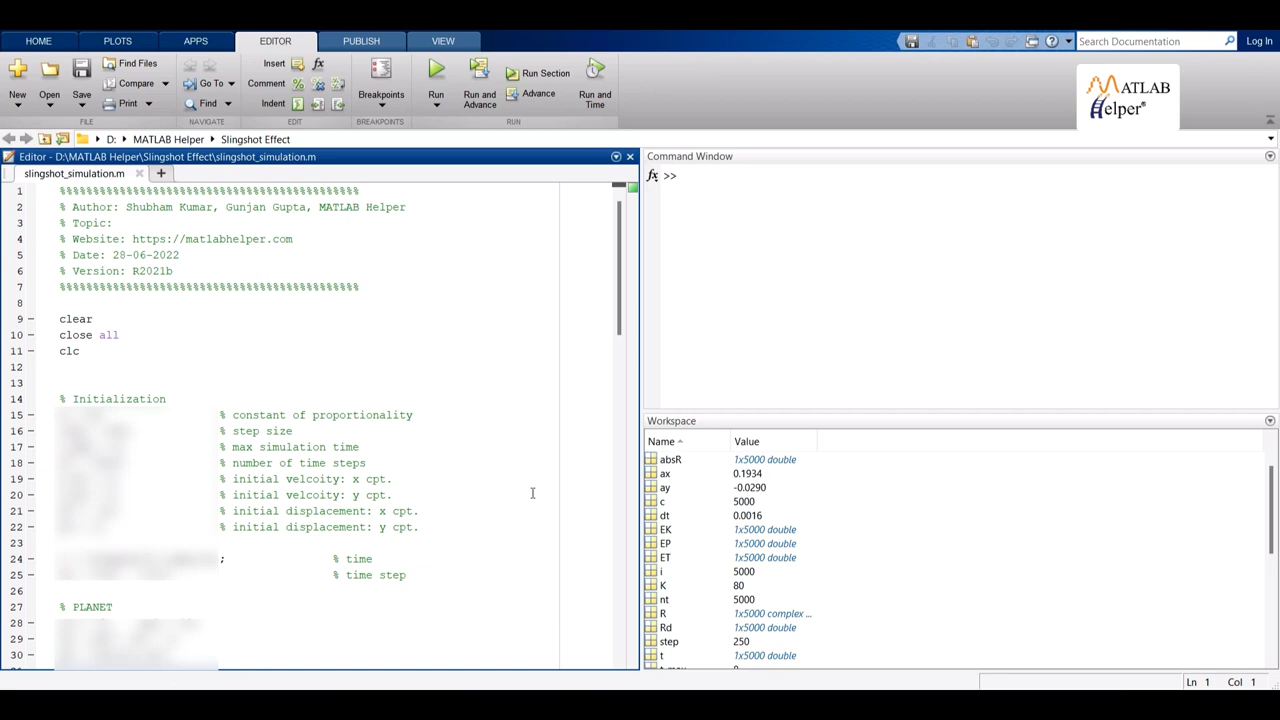 HOME PLOTS APPS EDITOR PUBLISH VIEW Search Documentation Log In
New Open Save Find Files Compare Print
FILE
Go To Find
NAVIGATE
Insert fx
Comment % % %
Indent
EDIT
Breakpoints
BREAKPOINTS
Run Run and Advance Run Section Advance Run and Time
RUN
MATLAB
Helper®
D: MATLAB Helper Slingshot Effect
Editor - D:\MATLAB Helper\Slingshot Effect\slingshot_simulation.m
slingshot_simulation.m
1 %%%%%%%%%%%%%%%%%%%%%%%%%%%%%%%%%%%%%%%%%%%%%
2 % Author: Shubham Kumar, Gunjan Gupta, MATLAB Helper
3 % Topic:
4 % Website: https://matlabhelper.com
5 % Date: 28-06-2022
6 % Version: R2021b
7 %%%%%%%%%%%%%%%%%%%%%%%%%%%%%%%%%%%%%%%%%%%%%
8
9 clear
10 close all
11 clc
12
13
14 % Initialization
15 % constant of proportionality
16 % step size
17 % max simulation time
18 % number of time steps
19 % initial velcoity: x cpt.
20 % initial velcoity: y cpt.
21 % initial displacement: x cpt.
22 % initial displacement: y cpt.
23
24 ; % time
25 % time step
26
27 % PLANET
28
29
30
Command Window
fx >>
Workspace
Name Value
absR 1x5000 double
ax 0.1934
ay -0.0290
c 5000
dt 0.0016
EK 1x5000 double
EP 1x5000 double
ET 1x5000 double
i 5000
K 80
nt 5000
R 1x5000 complex ...
Rd 1x5000 double
step 250
t 1x5000 double
Ln 1 Col 1